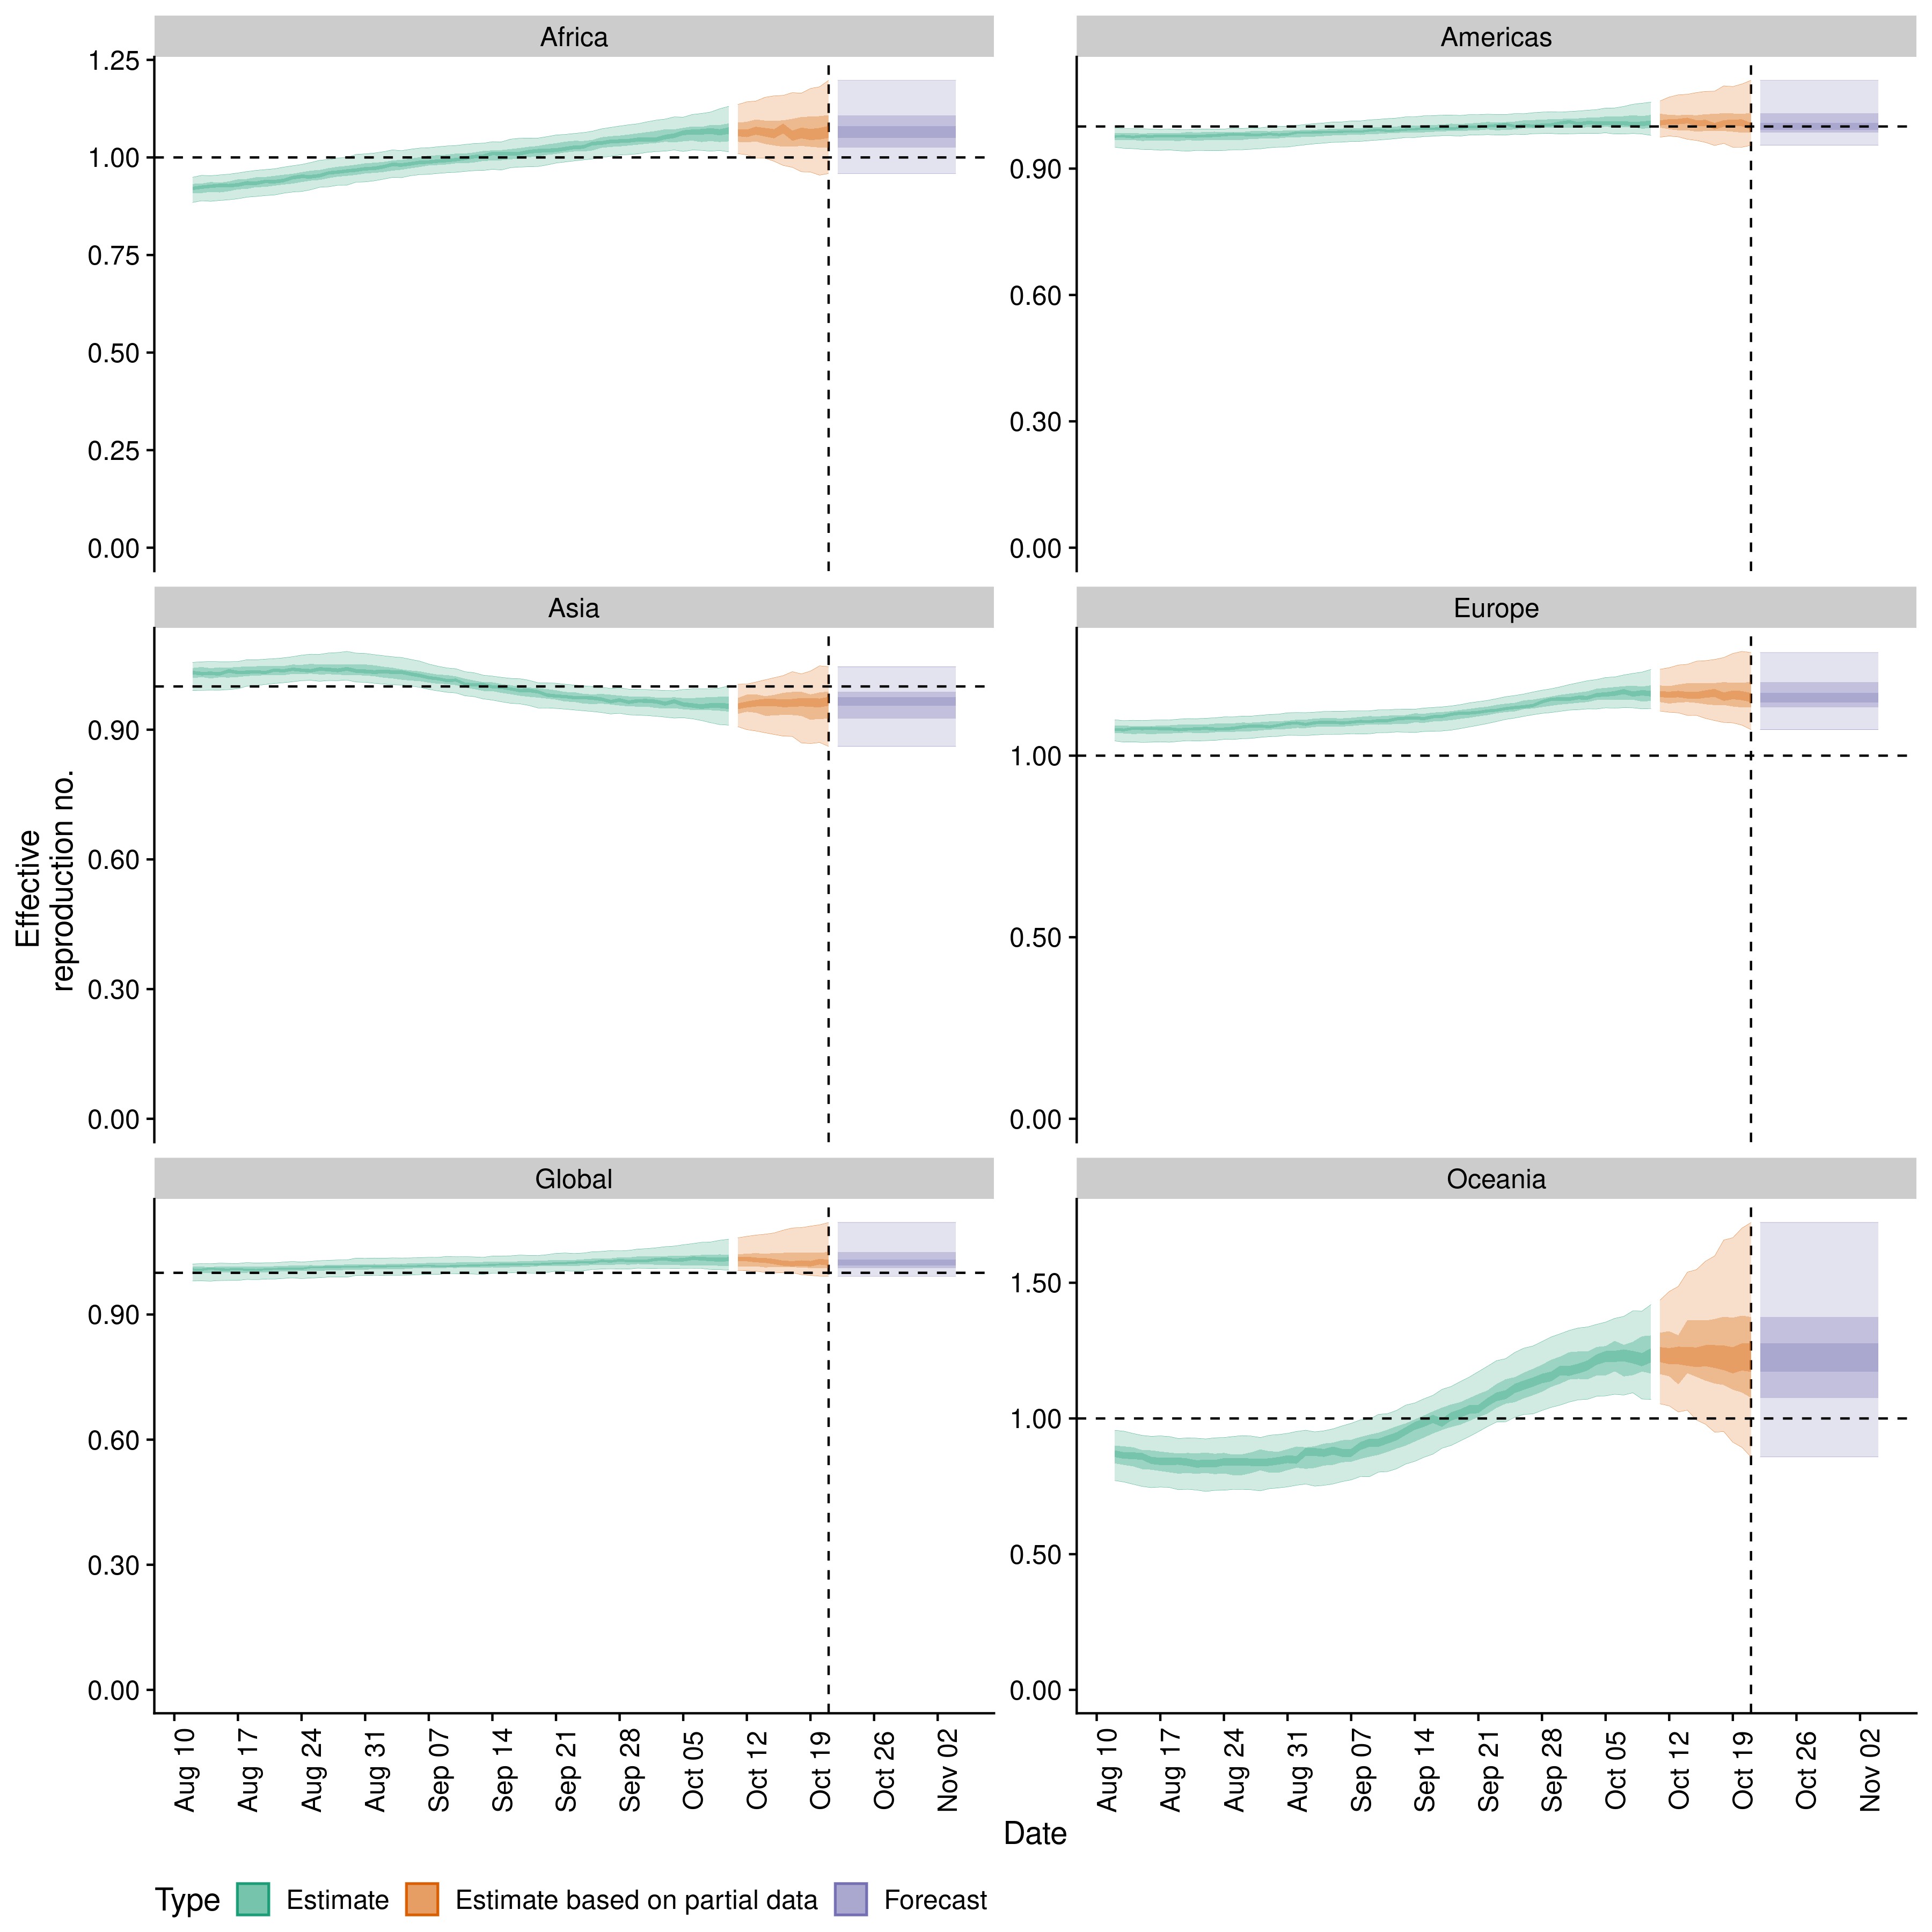 Africa
Americas
1.25
1.00
0.75
0.50
0.25
0.00
0.90
0.60
0.30
0.00
Asia
Europe
0.90
0.60
0.30
0.00
1.00
0.50
0.00
Global
Oceania
0.90
0.60
0.30
0.00
1.50
1.00
0.50
0.00
Effective
reproduction no.
Aug 10
Aug 17
Aug 24
Aug 31
Sep 07
Sep 14
Sep 21
Sep 28
Oct 05
Oct 12
Oct 19
Oct 26
Nov 02
Aug 10
Aug 17
Aug 24
Aug 31
Sep 07
Sep 14
Sep 21
Sep 28
Oct 05
Oct 12
Oct 19
Oct 26
Nov 02
Date
Type Estimate Estimate based on partial data Forecast